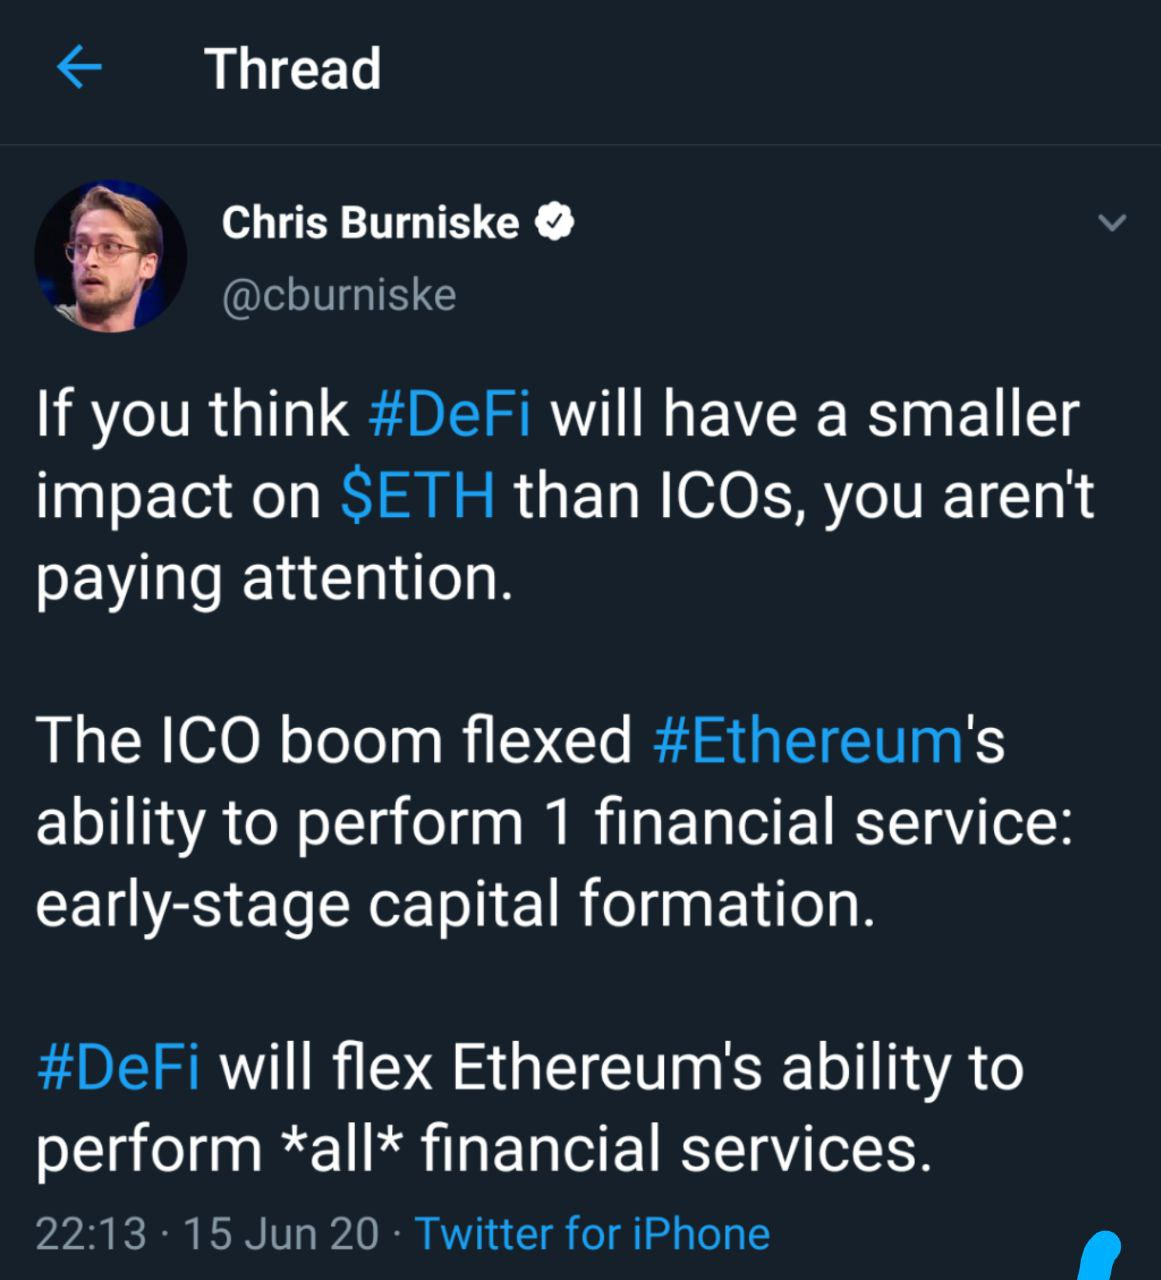 Thread
Chris Burniske
@cburniske
If you think #DeFi will have a smaller
impact on $ETH than ICOs, you aren't
paying attention.
The ICO boom flexed #Ethereum's
ability to perform 1 financial service:
early-stage capital formation.
#DeFi will flex Ethereum's ability to
perform *all* financial services.
22:13 · 15 Jun 20 · Twitter for iPhone